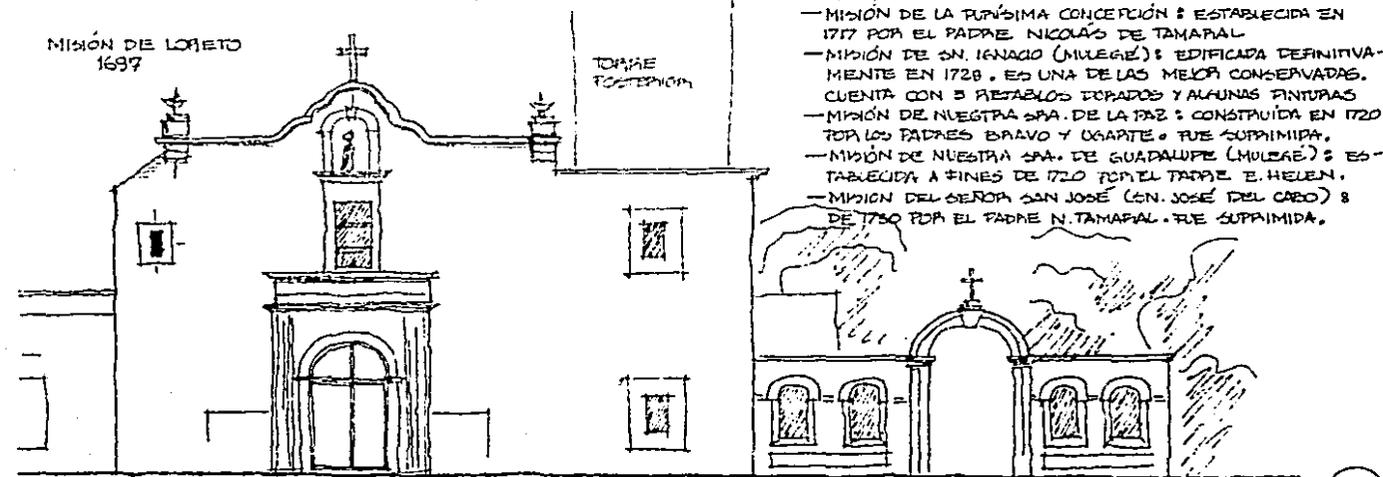 MISIÓN DE LORETO
1697
TORRE
POSTERIOR
— MISIÓN DE LA PURÍSIMA CONCEPCIÓN : ESTABLECIDA EN
1717 POR EL PADRE NICOLÁS DE TAMARAL
— MISIÓN DE SN. IGNACIO (MULEGÉ) : EDIFICADA DEFINITIVA-
MENTE EN 1728. ES UNA DE LAS MEJOR CONSERVADAS.
CUENTA CON 3 RETABLOS DORADOS Y ALGUNAS PINTURAS
— MISIÓN DE NUESTRA SRA. DE LA PAZ : CONSTRUÍDA EN 1720
POR LOS PADRES BRAVO Y UGARTE. FUE SUPRIMIDA.
— MISIÓN DE NUESTRA SRA. DE GUADALUPE (MULEGÉ) : ES-
TABLECIDA A FINES DE 1720 POR EL PADRE E. HELEN.
— MISIÓN DEL SEÑOR SAN JOSÉ (SN. JOSÉ DEL CABO) :
DE 1730 POR EL PADRE N. TAMARAL. FUE SUPRIMIDA.